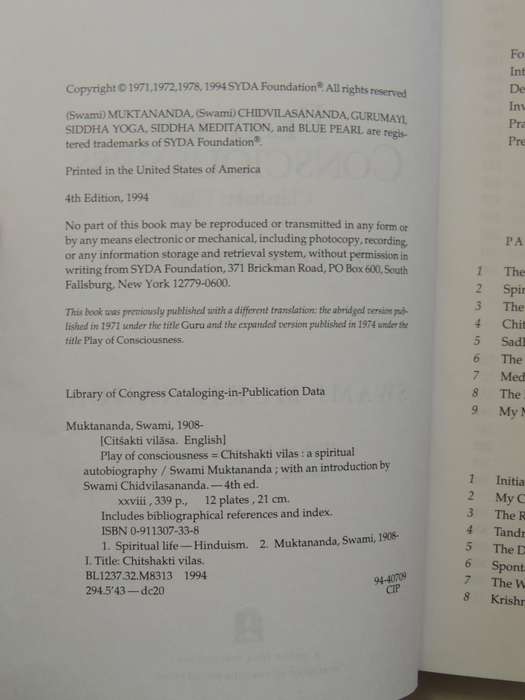 Copyright © 1971,1972,1978, 1994 SYDA Foundation®. All rights reserved
(Swami) MUKTANANDA, (Swami) CHIDVILASANANDA, GURUMAYI,
SIDDHA YOGA, SIDDHA MEDITATION, and BLUE PEARL are regis-
tered trademarks of SYDA Foundation®.
Printed in the United States of America
4th Edition, 1994
No part of this book may be reproduced or transmitted in any form or
by any means electronic or mechanical, including photocopy, recording,
or any information storage and retrieval system, without permission in
writing from SYDA Foundation, 371 Brickman Road, PO Box 600, South
Fallsburg, New York 12779-0600.
This book was previously published with a different translation: the abridged version pub-
lished in 1971 under the title Guru and the expanded version published in 1974 under the
title Play of Consciousness.
Library of Congress Cataloging-in-Publication Data
Muktananda, Swami, 1908-
[Citśakti vilāsa. English]
Play of consciousness = Chitshakti vilas : a spiritual
autobiography / Swami Muktananda ; with an introduction by
Swami Chidvilasananda. — 4th ed.
xxviii , 339 p., 12 plates , 21 cm.
Includes bibliographical references and index.
ISBN 0-911307-33-8
1. Spiritual life — Hinduism. 2. Muktananda, Swami, 1908-
I. Title: Chitshakti vilas.
BL1237.32.M8313 1994
294.5'43 — dc20
94-40709
CIP
Fo
Int
De
Inv
Pra
Pre
PA
1 The
2 Spir
3 The
4 Chit
5 Sadh
6 The
7 Med
8 The
9 My M
1 Initia
2 My C
3 The R
4 Tandr
5 The D
6 Sponta
7 The W
8 Krishn